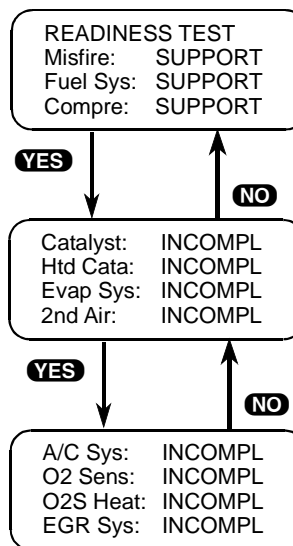 READINESS TEST
Misfire: SUPPORT
Fuel Sys: SUPPORT
Compre: SUPPORT
YES
NO
Catalyst: INCOMPL
Htd Cata: INCOMPL
Evap Sys: INCOMPL
2nd Air: INCOMPL
YES
NO
A/C Sys: INCOMPL
O2 Sens: INCOMPL
O2S Heat: INCOMPL
EGR Sys: INCOMPL